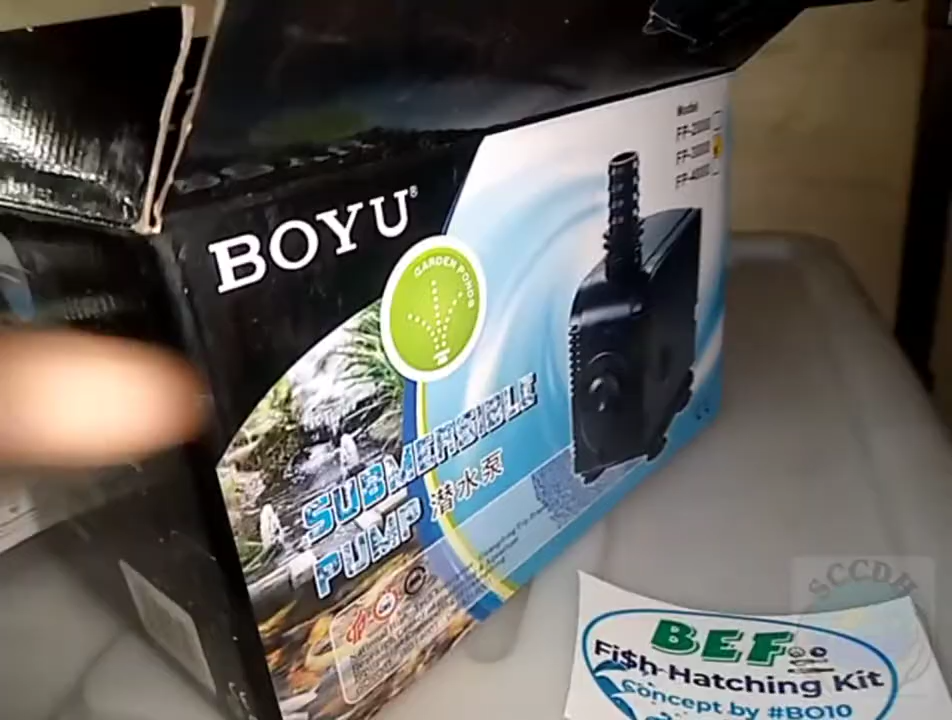 BOYU®
GARDEN PONDS
Model
FP-2000
FP-3000
FP-4000
SUBMERSIBLE
PUMP 潜水泵
SCCDH
BEF
Fi$h-Hatching Kit
Concept by #BO10